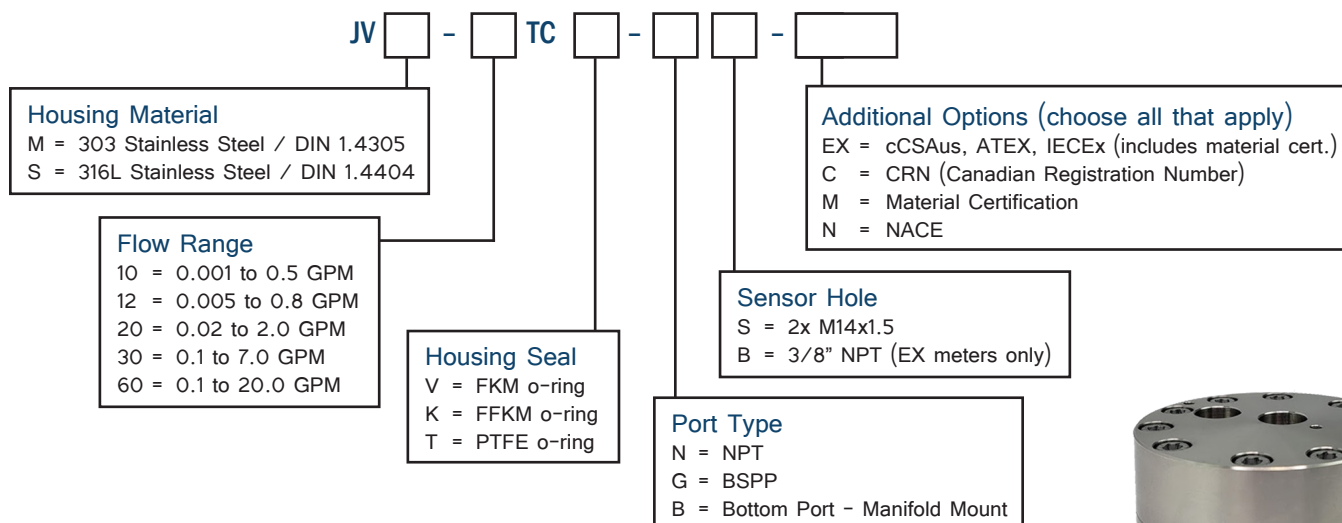 JV - TC - -
Housing Material
M = 303 Stainless Steel / DIN 1.4305
S = 316L Stainless Steel / DIN 1.4404
Flow Range
10 = 0.001 to 0.5 GPM
12 = 0.005 to 0.8 GPM
20 = 0.02 to 2.0 GPM
30 = 0.1 to 7.0 GPM
60 = 0.1 to 20.0 GPM
Housing Seal
V = FKM o-ring
K = FFKM o-ring
T = PTFE o-ring
Port Type
N = NPT
G = BSPP
B = Bottom Port - Manifold Mount
Sensor Hole
S = 2x M14x1.5
B = 3/8" NPT (EX meters only)
Additional Options (choose all that apply)
EX = cCSAus, ATEX, IECEx (includes material cert.)
C = CRN (Canadian Registration Number)
M = Material Certification
N = NACE